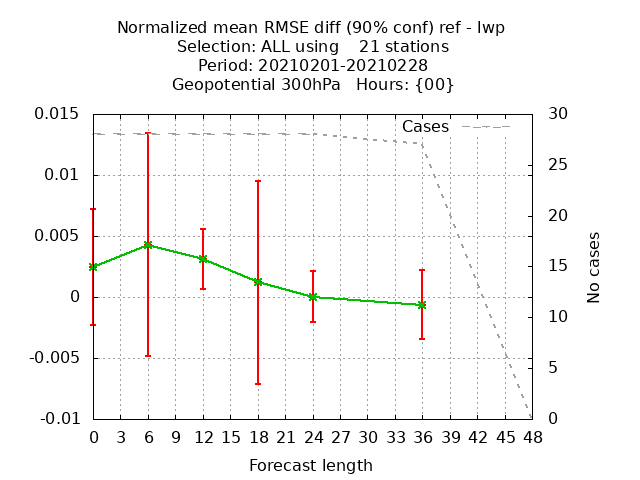 Normalized mean RMSE diff (90% conf) ref - lwp
Selection: ALL using    21 stations
Period: 20210201-20210228
Geopotential 300hPa   Hours: {00}
0.015
0.01
0.005
0
-0.005
-0.01
Cases
30
25
20
15
10
5
0
No cases
0 3 6 9 12 15 18 21 24 27 30 33 36 39 42 45 48
Forecast length